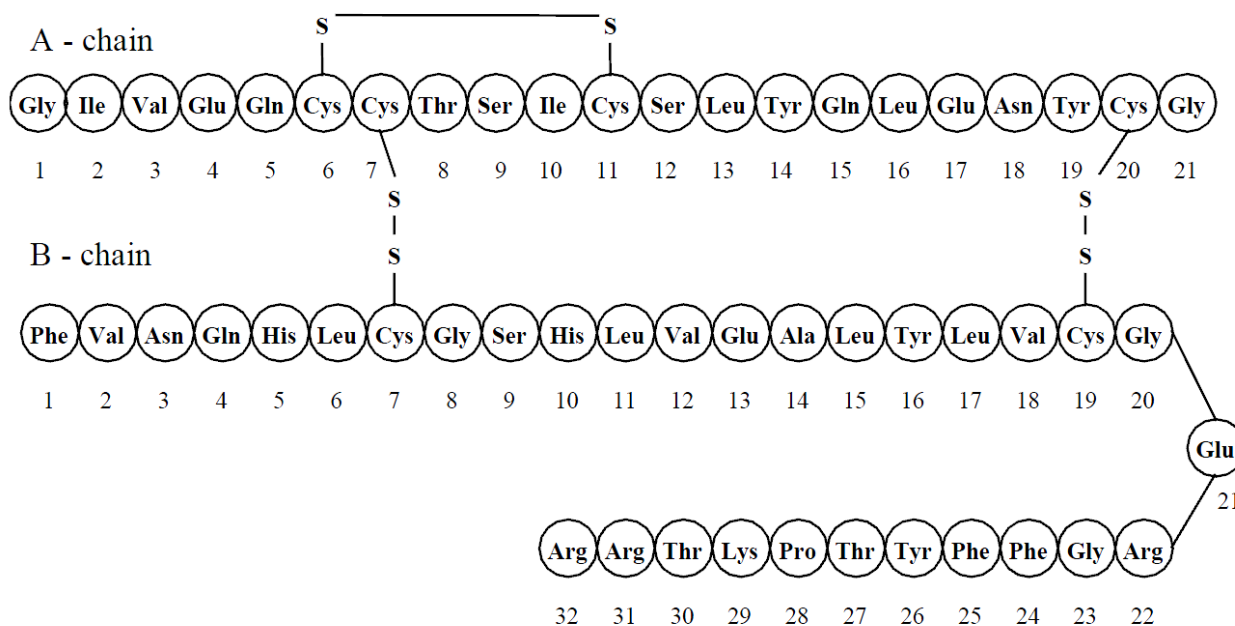 S S
A - chain
Gly Ile Val Glu Gln Cys Cys Thr Ser Ile Cys Ser Leu Tyr Gln Leu Glu Asn Tyr Cys Gly
1 2 3 4 5 6 7 8 9 10 11 12 13 14 15 16 17 18 19 20 21
S S
B - chain S S
Phe Val Asn Gln His Leu Cys Gly Ser His Leu Val Glu Ala Leu Tyr Leu Val Cys Gly
1 2 3 4 5 6 7 8 9 10 11 12 13 14 15 16 17 18 19 20
Glu
21
Arg Arg Thr Lys Pro Thr Tyr Phe Phe Gly Arg
32 31 30 29 28 27 26 25 24 23 22